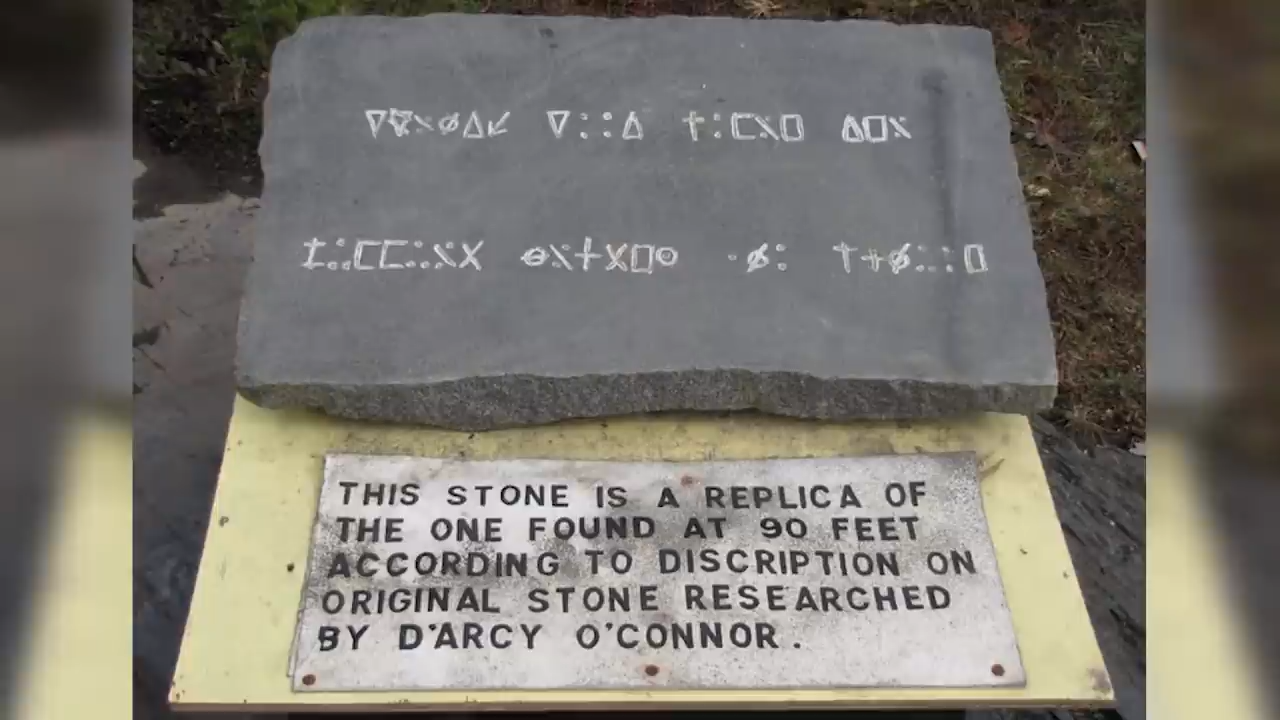 THIS STONE IS A REPLICA OF
THE ONE FOUND AT 90 FEET
ACCORDING TO DISCRIPTION ON
ORIGINAL STONE RESEARCHED
BY D'ARCY O'CONNOR.